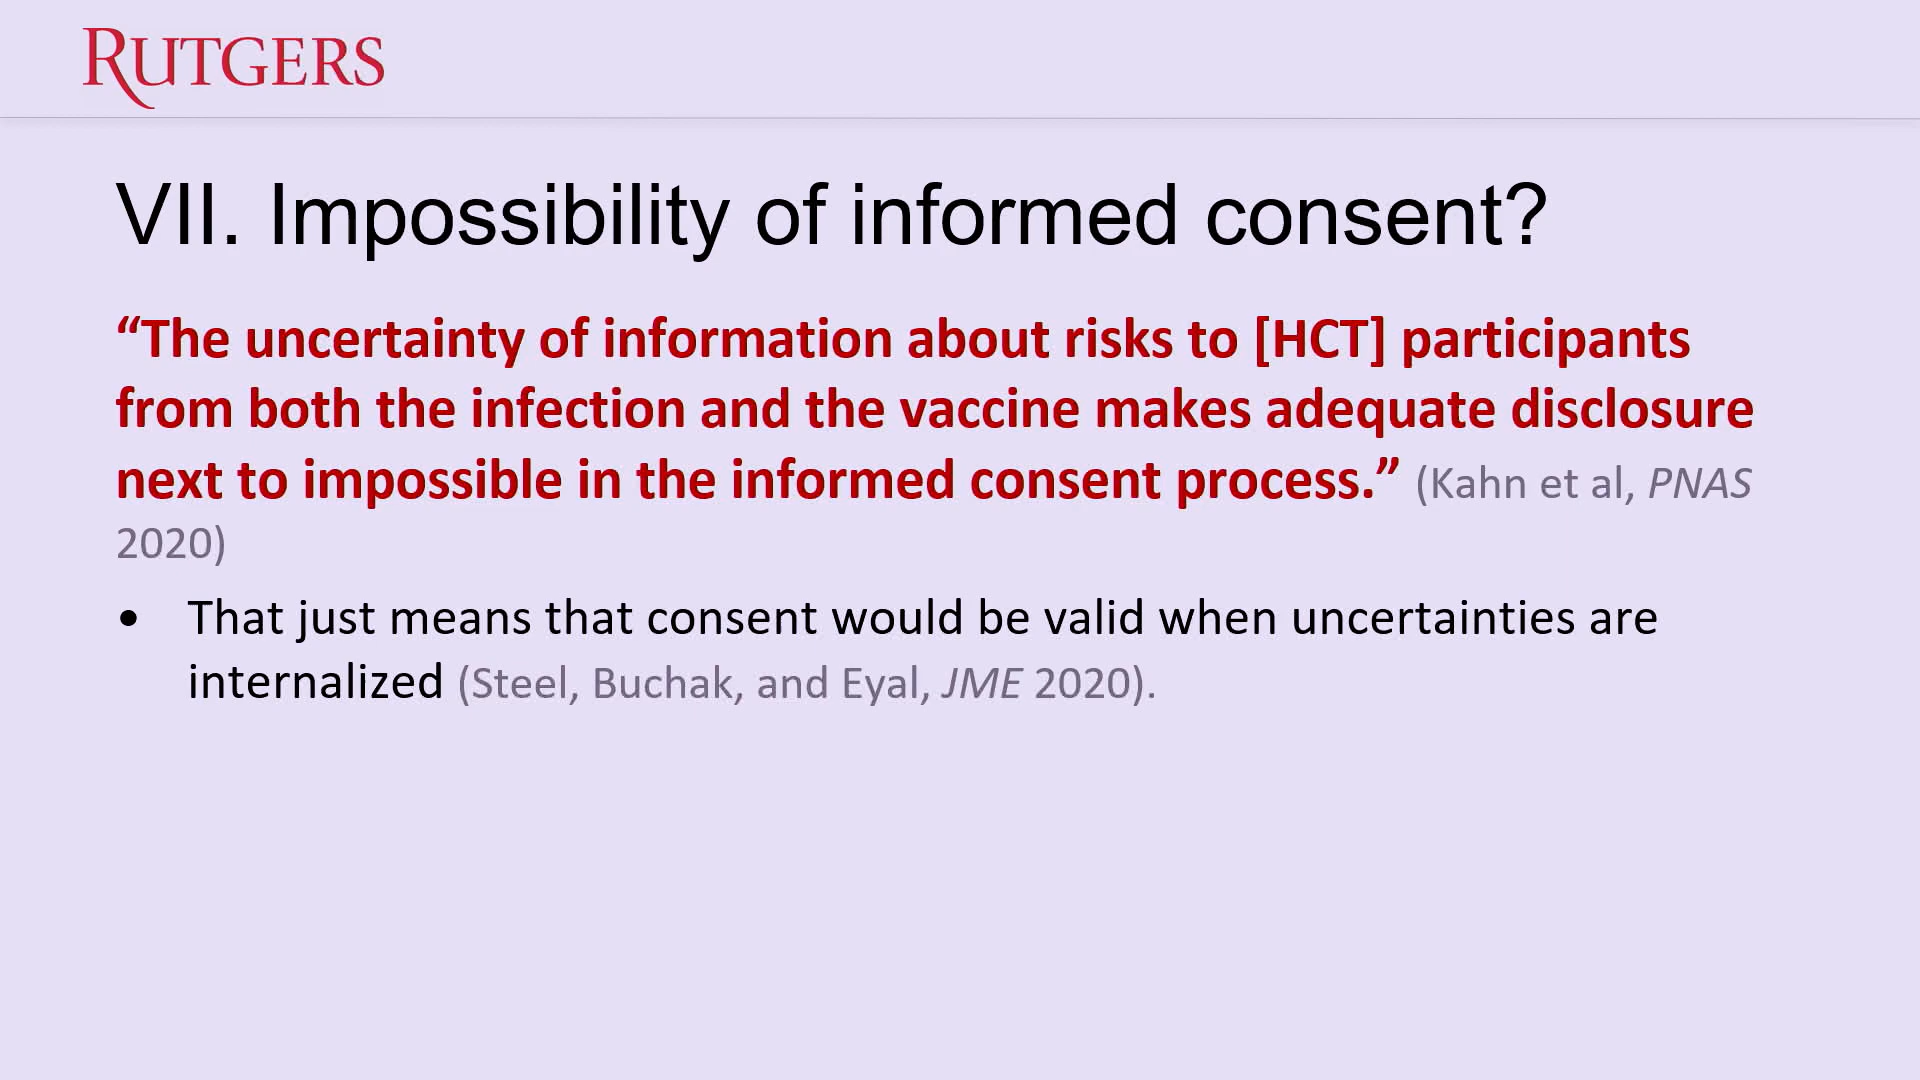 RUTGERS
VII. Impossibility of informed consent?
“The uncertainty of information about risks to [HCT] participants
from both the infection and the vaccine makes adequate disclosure
next to impossible in the informed consent process.” (Kahn et al, PNAS
2020)
• That just means that consent would be valid when uncertainties are
internalized (Steel, Buchak, and Eyal, JME 2020).